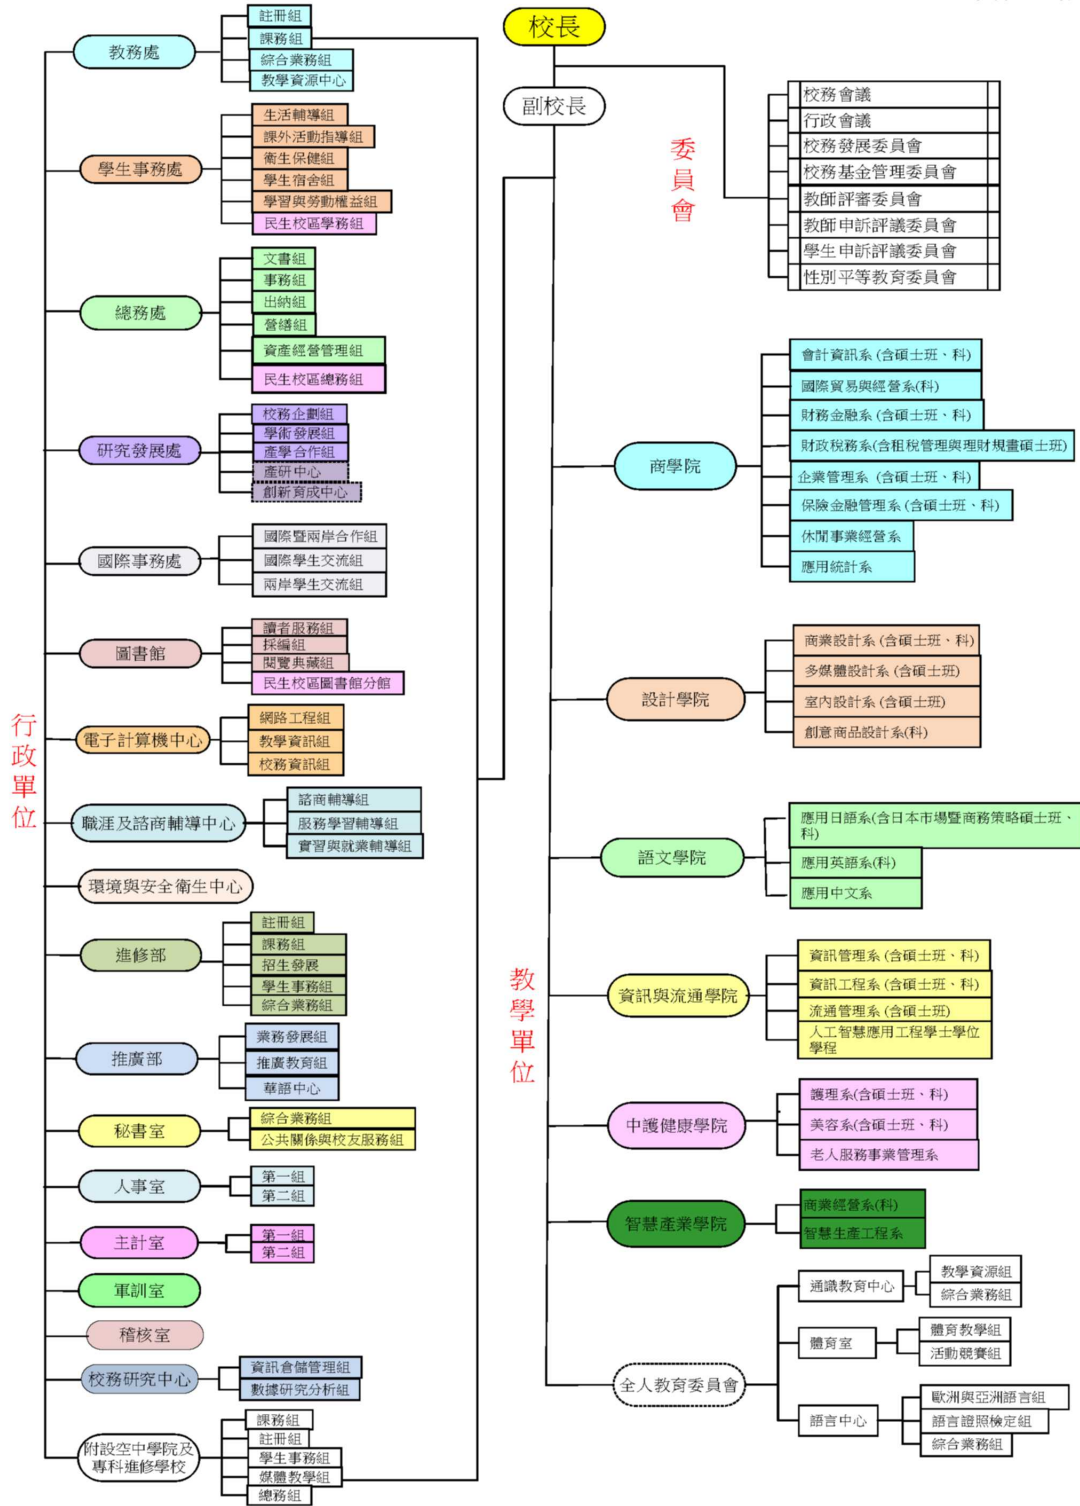 校長
副校長
委員會
校務會議
行政會議
校務發展委員會
校務基金管理委員會
教師評審委員會
教師申訴評議委員會
學生申訴評議委員會
性別平等教育委員會
行政單位
教務處
註冊組
課務組
綜合業務組
教學資源中心
學生事務處
生活輔導組
課外活動指導組
衛生保健組
學生宿舍組
學習與勞動權益組
民生校區學務組
總務處
文書組
事務組
出納組
營繕組
資產經營管理組
民生校區總務組
研究發展處
校務企劃組
學術發展組
產學合作組
產研中心
創新育成中心
國際事務處
國際暨兩岸合作組
國際學生交流組
兩岸學生交流組
圖書館
讀者服務組
採編組
閱覽典藏組
民生校區圖書館分館
電子計算機中心
網路工程組
教學資訊組
校務資訊組
職涯及諮商輔導中心
諮商輔導組
服務學習輔導組
實習與就業輔導組
環境與安全衛生中心
進修部
註冊組
課務組
招生發展
學生事務組
綜合業務組
推廣部
業務發展組
推廣教育組
華語中心
秘書室
綜合業務組
公共關係與校友服務組
人事室
第一組
第二組
主計室
第一組
第二組
軍訓室
稽核室
校務研究中心
資訊倉儲管理組
數據研究分析組
附設空中學院及
專科進修學校
課務組
註冊組
學生事務組
媒體教學組
總務組
教學單位
商學院
會計資訊系(含碩士班、科)
國際貿易與經營系(科)
財務金融系(含碩士班、科)
財政稅務系(含租稅管理與理財規畫碩士班)
企業管理系(含碩士班、科)
保險金融管理系(含碩士班、科)
休閒事業經營系
應用統計系
設計學院
商業設計系(含碩士班、科)
多媒體設計系(含碩士班)
室內設計系(含碩士班)
創意商品設計系(科)
語文學院
應用日語系(含日本市場暨商務策略碩士班、
科)
應用英語系(科)
應用中文系
資訊與流通學院
資訊管理系(含碩士班、科)
資訊工程系(含碩士班、科)
流通管理系(含碩士班)
人工智慧應用工程學士學位
學程
中護健康學院
護理系(含碩士班、科)
美容系(含碩士班、科)
老人服務事業管理系
智慧產業學院
商業經營系(科)
智慧生產工程系
全人教育委員會
通識教育中心
教學資源組
綜合業務組
體育室
體育教學組
活動競賽組
語言中心
歐洲與亞洲語言組
語言證照檢定組
綜合業務組